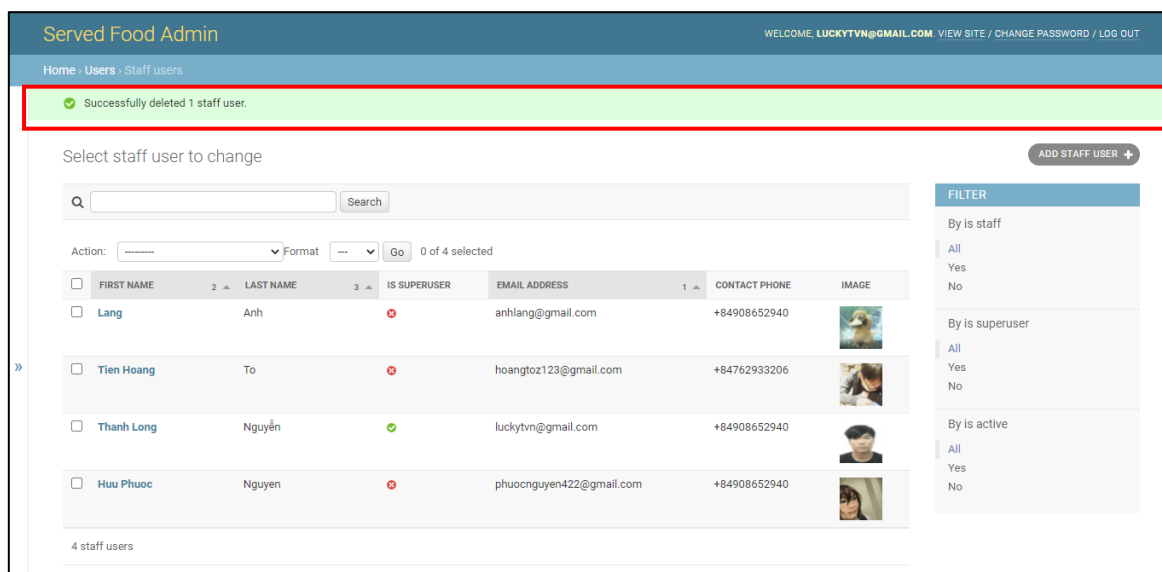 Served Food Admin
WELCOME, LUCKYTVN@GMAIL.COM. VIEW SITE / CHANGE PASSWORD / LOG OUT
Home › Users › Staff users
Successfully deleted 1 staff user.
Select staff user to change
ADD STAFF USER +
Search
Action: --------- Format --- Go 0 of 4 selected
FIRST NAME 2 LAST NAME 3 IS SUPERUSER EMAIL ADDRESS 1 CONTACT PHONE IMAGE
Lang Anh anhlang@gmail.com +84908652940
Tien Hoang To hoangtoz123@gmail.com +84762933206
Thanh Long Nguyễn luckytvn@gmail.com +84908652940
Huu Phuoc Nguyen phuocnguyen422@gmail.com +84908652940
4 staff users
»
FILTER
By is staff
All
Yes
No
By is superuser
All
Yes
No
By is active
All
Yes
No